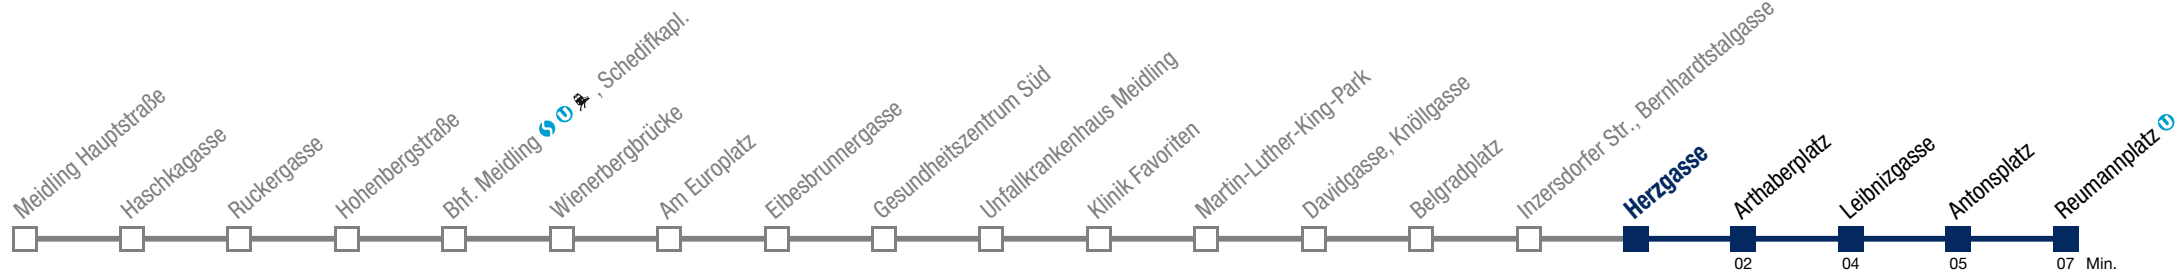 Meidling Hauptstraße
Haschkagasse
Ruckergasse
Hohenbergstraße
Bhf. Meidling S U , Schedifkapl.
Wienerbergbrücke
Am Europlatz
Eibesbrunnergasse
Gesundheitszentrum Süd
Unfallkrankenhaus Meidling
Klinik Favoriten
Martin-Luther-King-Park
Davidgasse, Knöllgasse
Belgradplatz
Inzersdorfer Str., Bernhardtstalgasse
Herzgasse
Arthaberplatz
Leibnizgasse
Antonsplatz
Reumannplatz U
02 04 05 07 Min.